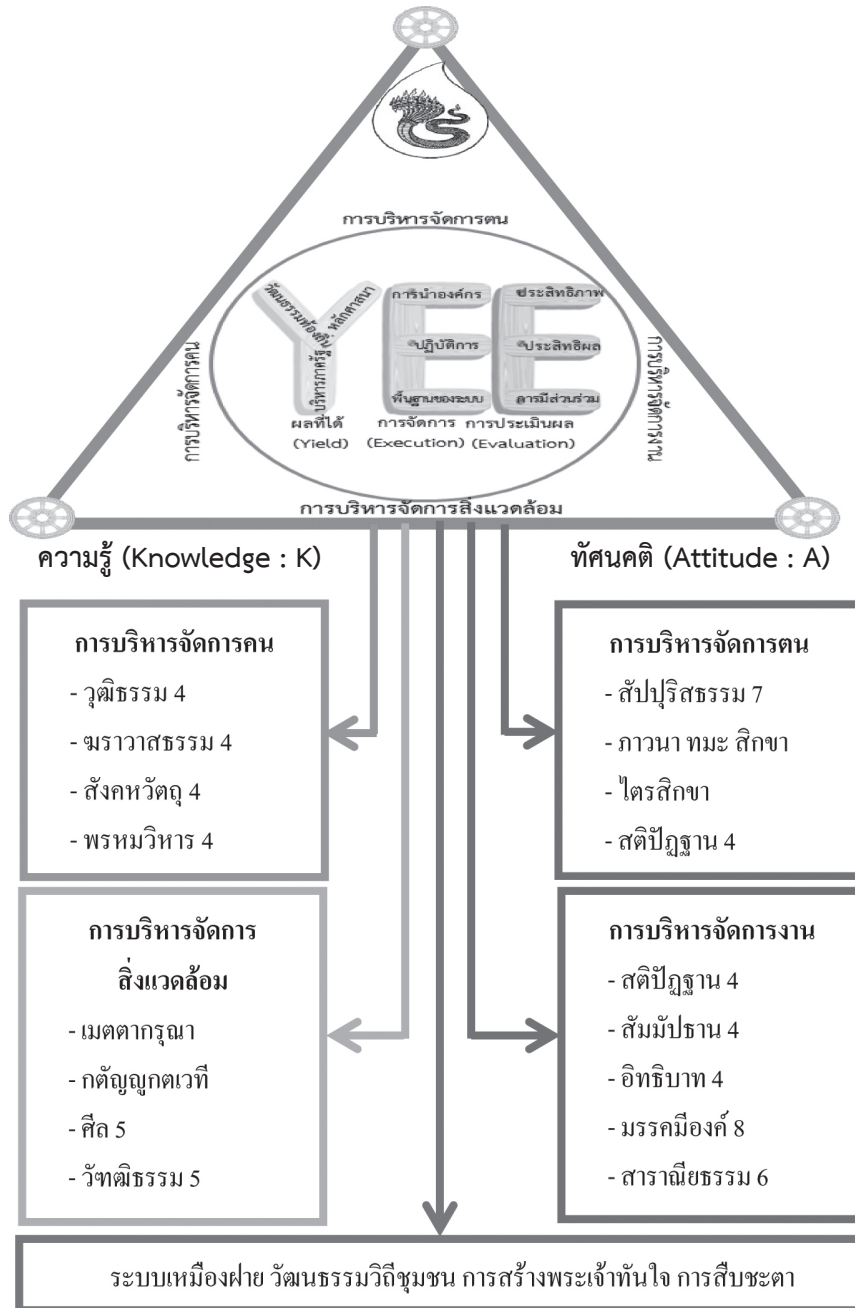 การบริหารจัดการตน
การบริหารจัดการคน
การบริหารจัดการงาน
YEE
วัฒนธรรมท้องถิ่น
หลักศาสนา
บริหารภาครัฐ
การนำองค์กร
ปฏิบัติการ
พื้นฐานของระบบ
ประสิทธิภาพ
ประสิทธิผล
การมีส่วนร่วม
ผลที่ได้ การจัดการ การประเมินผล
(Yield) (Execution) (Evaluation)
การบริหารจัดการสิ่งแวดล้อม
ความรู้ (Knowledge : K)
ทัศนคติ (Attitude : A)
การบริหารจัดการคน
- วุฒิธรรม 4
- ฆราวาสธรรม 4
- สังคหวัตถุ 4
- พรหมวิหาร 4
การบริหารจัดการตน
- สัปปุริสธรรม 7
- ภาวนา ทมะ สิกขา
- ไตรสิกขา
- สติปัฏฐาน 4
การบริหารจัดการ
สิ่งแวดล้อม
- เมตตากรุณา
- กตัญญูกตเวที
- ศีล 5
- วัฑฒิธรรม 5
การบริหารจัดการงาน
- สติปัฏฐาน 4
- สัมมัปธาน 4
- อิทธิบาท 4
- มรรคมีองค์ 8
- สาราณียธรรม 6
ระบบเหมืองฝาย วัฒนธรรมวิถีชุมชน การสร้างพระเจ้าทันใจ การสืบชะตา